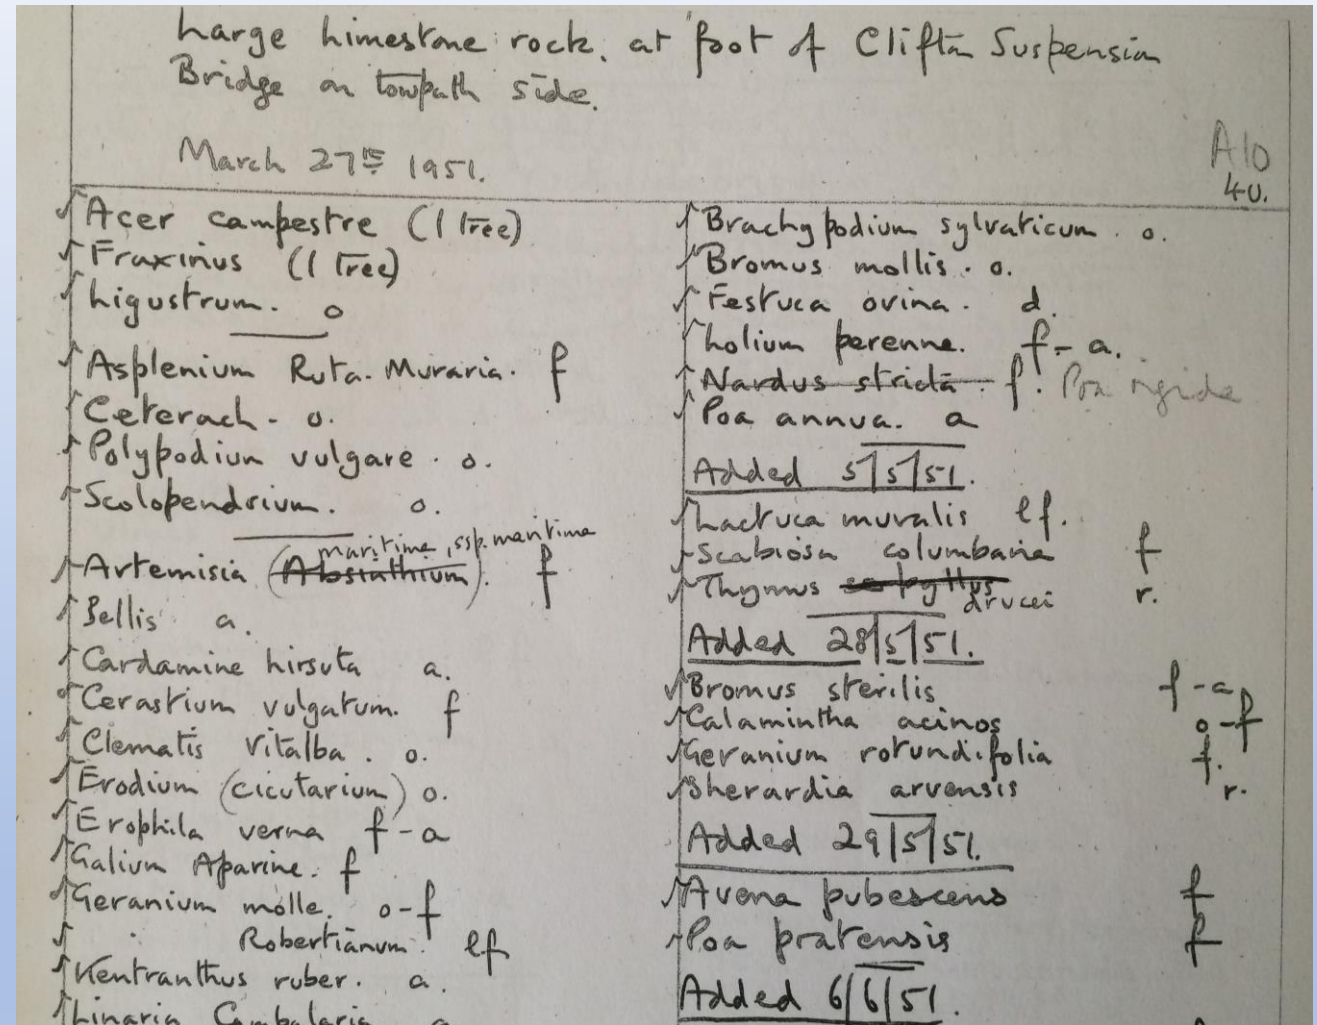 Large Limestone rock. at foot of Clifton Suspension
Bridge on towpath side.
March 27th 1951.
A10
40.
Acer campestre (1 tree)
Fraxinus (1 tree)
Ligustrum. o
Asplenium Ruta-Muraria. f
Ceterach - o.
Polypodium vulgare. o.
Scolopendrium. o.
maritima, ssp. maritima
Artemisia (Absinthium). f
Bellis a.
Cardamine hirsuta a.
Cerastium vulgatum. f
Clematis Vitalba. o.
Erodium (cicutarium) o.
Erophila verna f-a
Galium Aparine. f
Geranium molle. o-f
Robertianum lf
Kentranthus ruber. a.
Linaria Cymbalaria a
Brachypodium sylvaticum. o.
Bromus mollis. o.
Festuca ovina. d.
Lolium perenne. f-a.
Nardus stricta - f. Poa rigida
Poa annua. a
Added 5/5/51.
Lactuca muralis lf.
Scabiosa columbaria f
Thymus serpyllus r.
drucei
Added 28/5/51.
Bromus sterilis f-a
Calamintha acinos o-f
Geranium rotundifolia f.
Sherardia arvensis r.
Added 29/5/51.
Avena pubescens f
Poa pratensis f
Added 6/6/51.